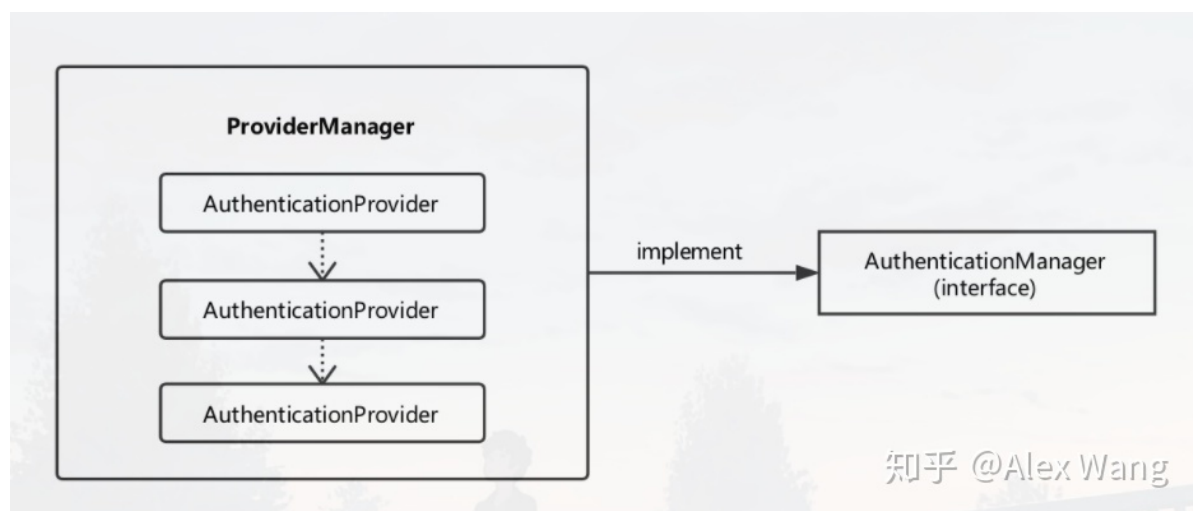 ProviderManager
AuthenticationProvider
AuthenticationProvider
AuthenticationProvider
implement
AuthenticationManager
(interface)
知乎 @Alex Wang